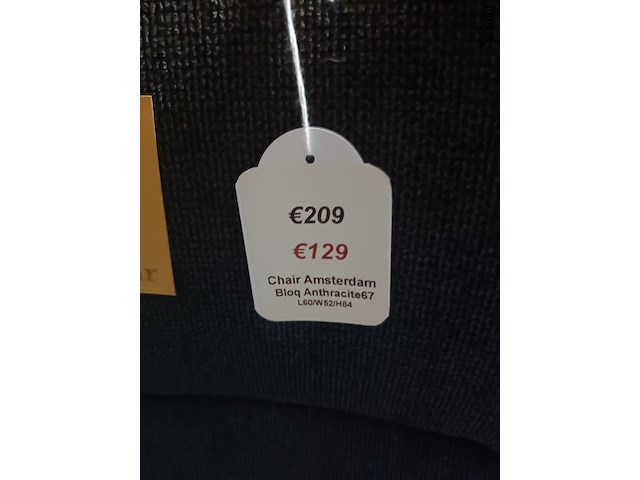 €209
€129
Chair Amsterdam
Bloq Anthracite67
L60/W52/H84